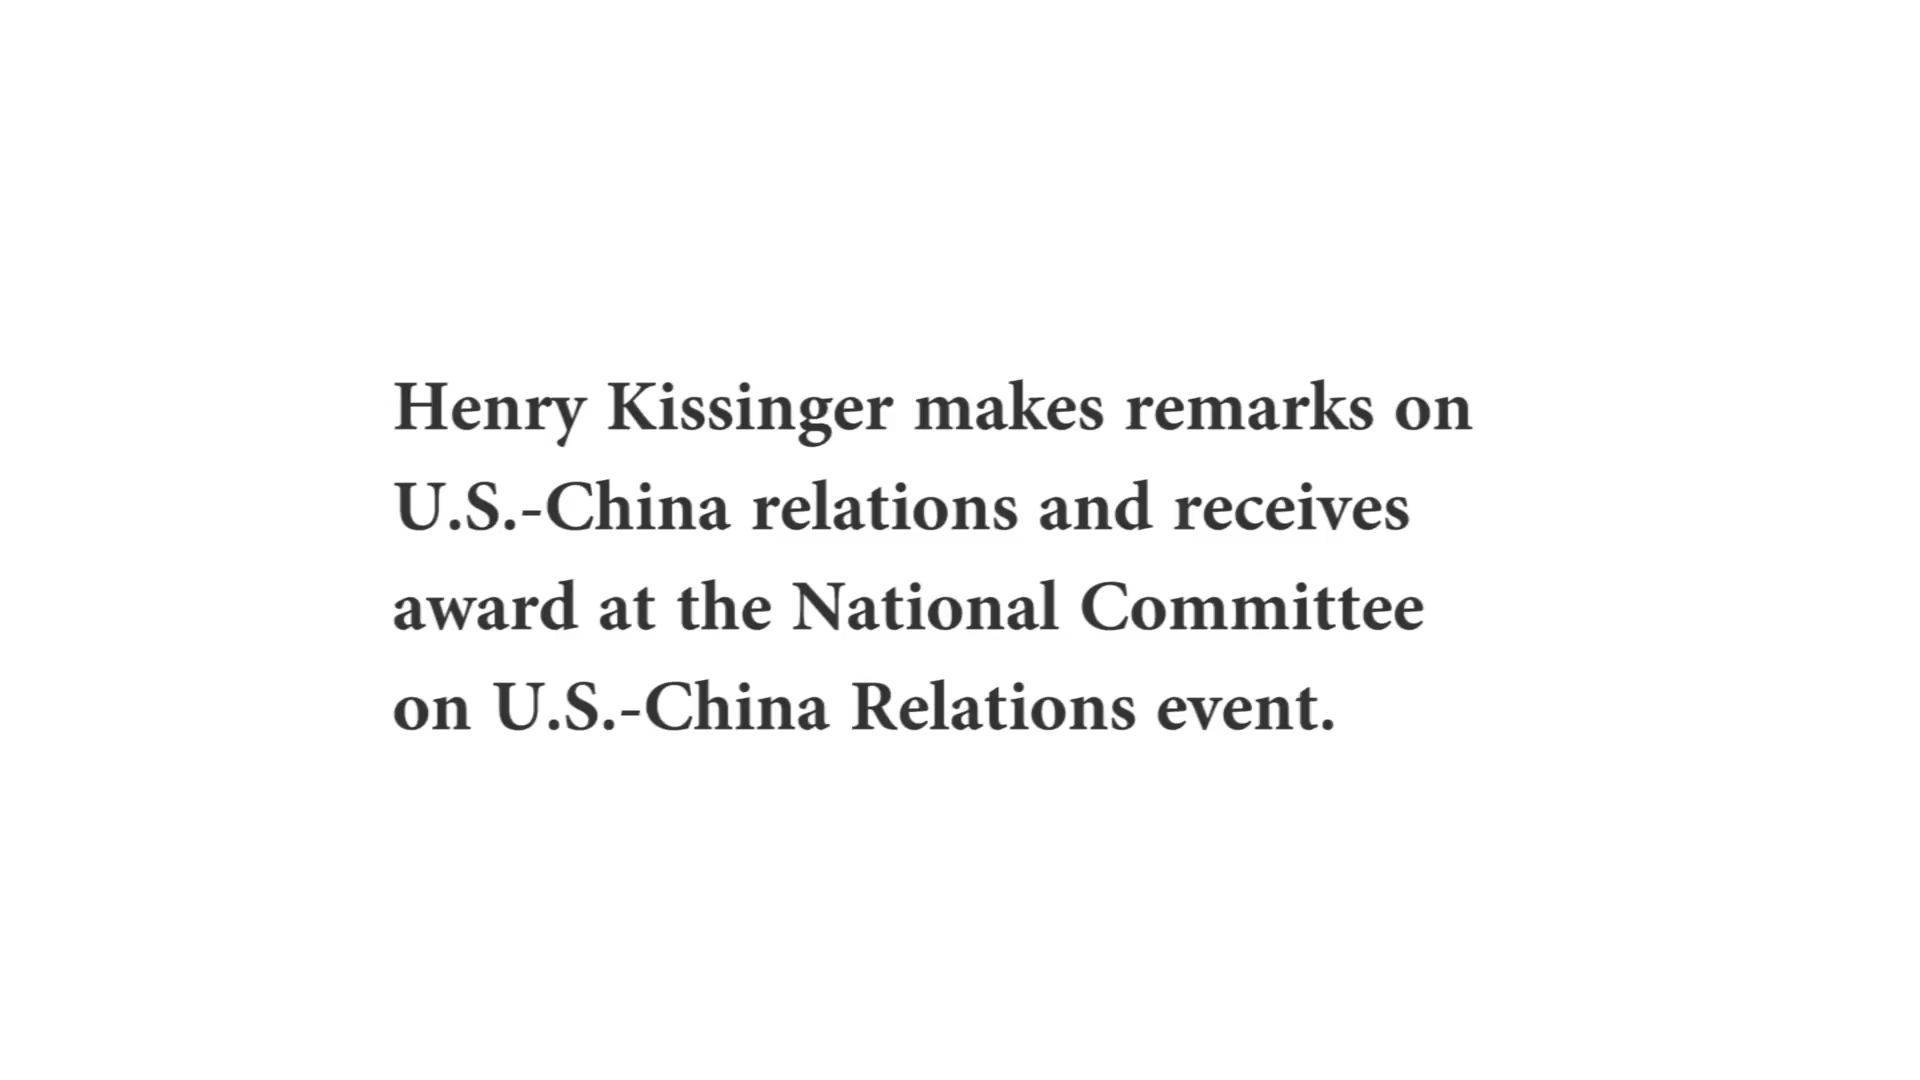 Henry Kissinger makes remarks on
U.S.-China relations and receives
award at the National Committee
on U.S.-China Relations event.